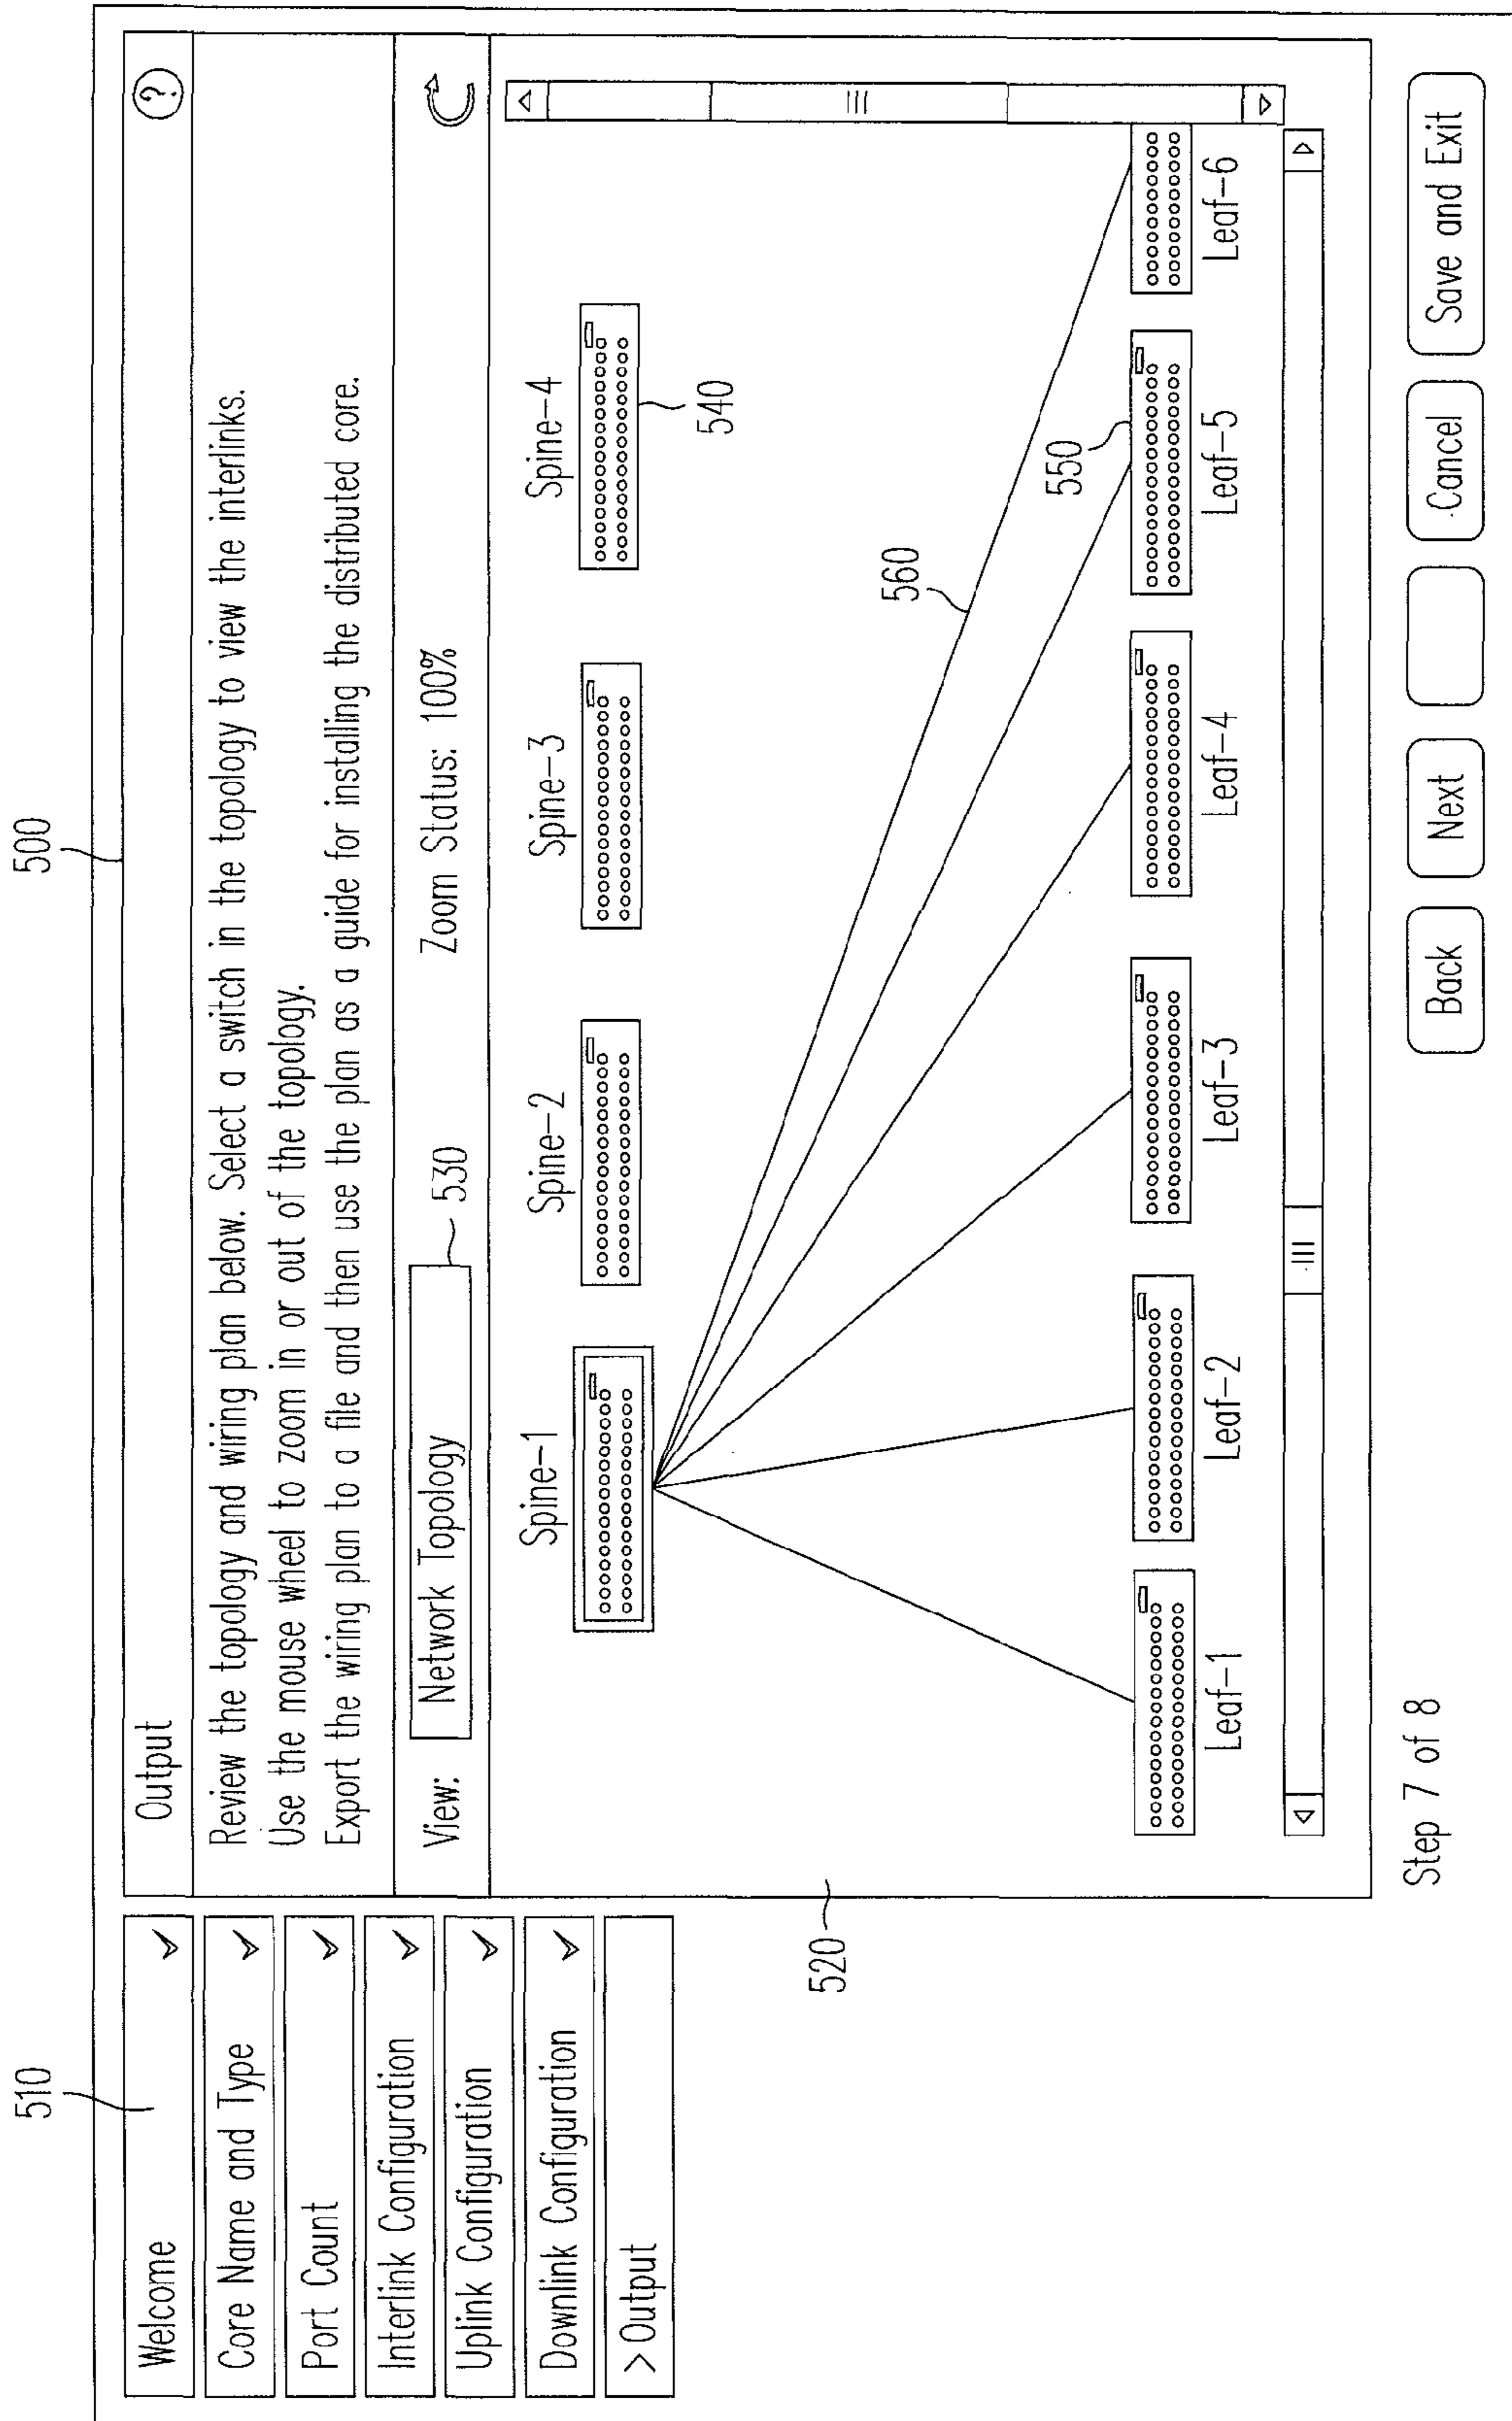 500
510
Welcome
Core Name and Type
Port Count
Interlink Configuration
Uplink Configuration
Downlink Configuration
> Output
Output
?
Review the topology and wiring plan below. Select a switch in the topology to view the interlinks.
Use the mouse wheel to zoom in or out of the topology.
Export the wiring plan to a file and then use the plan as a guide for installing the distributed core.
View:
Network Topology
530
Zoom Status: 100%
Spine-1
Spine-2
Spine-3
Spine-4
540
560
550
520
Leaf-1
Leaf-2
Leaf-3
Leaf-4
Leaf-5
Leaf-6
Step 7 of 8
Back
Next
Cancel
Save and Exit